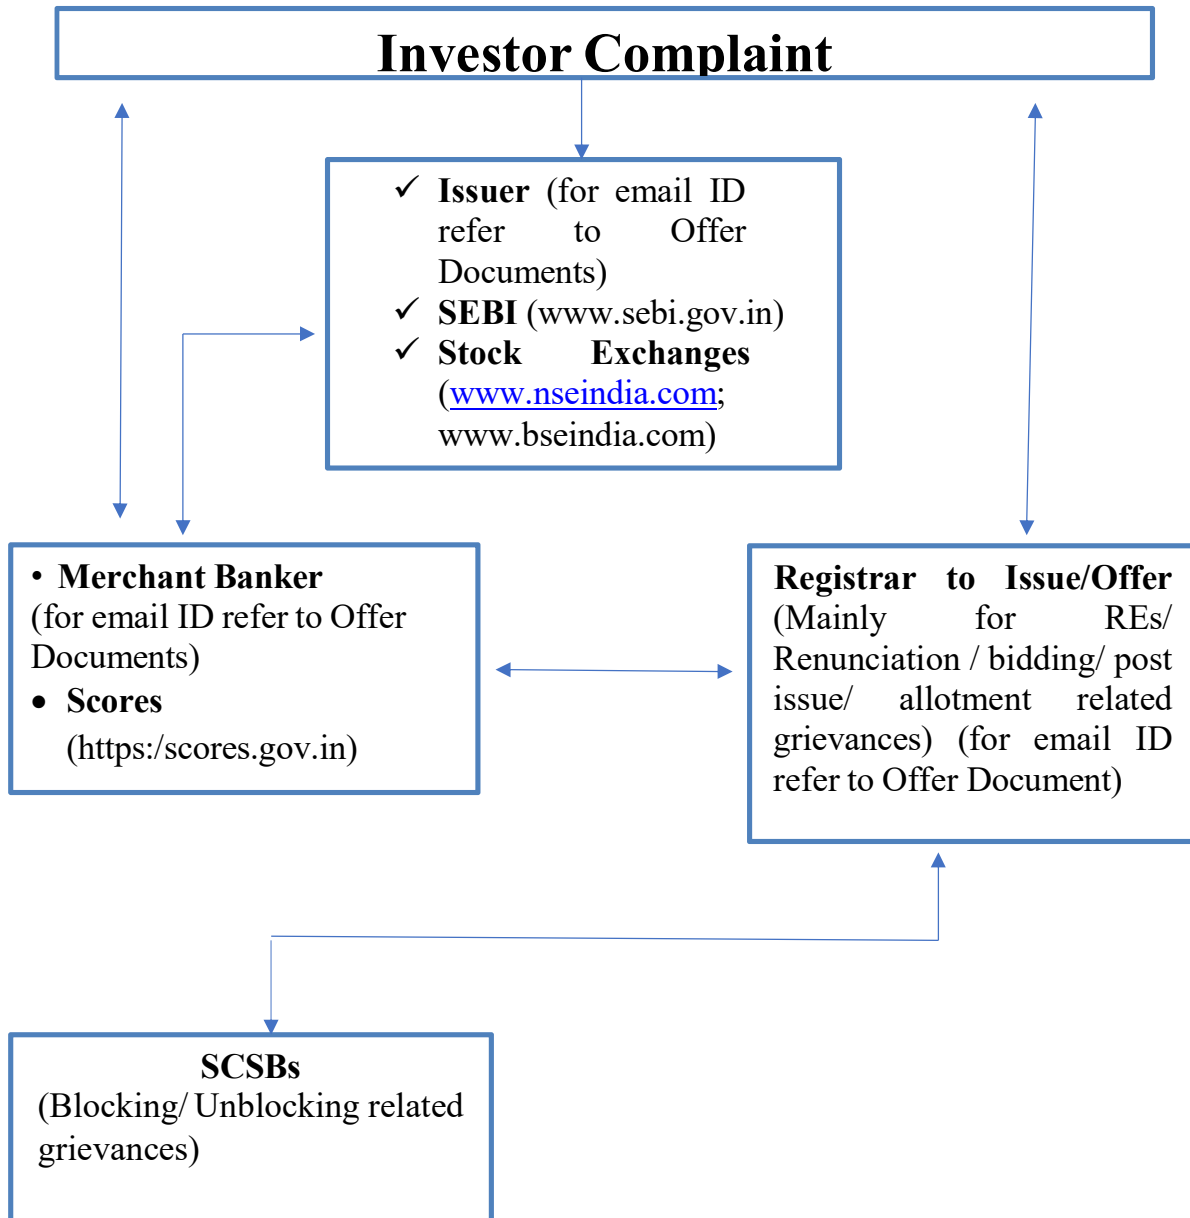 Investor Complaint
✓ Issuer (for email ID
refer to Offer
Documents)
✓ SEBI (www.sebi.gov.in)
✓ Stock Exchanges
(www.nseindia.com;
www.bseindia.com)
• Merchant Banker
(for email ID refer to Offer
Documents)
• Scores
(https:/scores.gov.in)
Registrar to Issue/Offer
(Mainly for REs/
Renunciation / bidding/ post
issue/ allotment related
grievances) (for email ID
refer to Offer Document)
SCSBs
(Blocking/ Unblocking related
grievances)